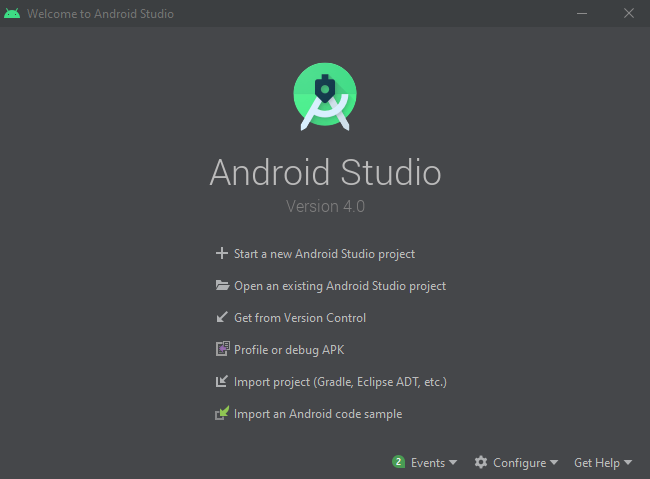 Welcome to Android Studio
Android Studio
Version 4.0
Start a new Android Studio project
Open an existing Android Studio project
Get from Version Control
Profile or debug APK
Import project (Gradle, Eclipse ADT, etc.)
Import an Android code sample
2 Events Configure Get Help